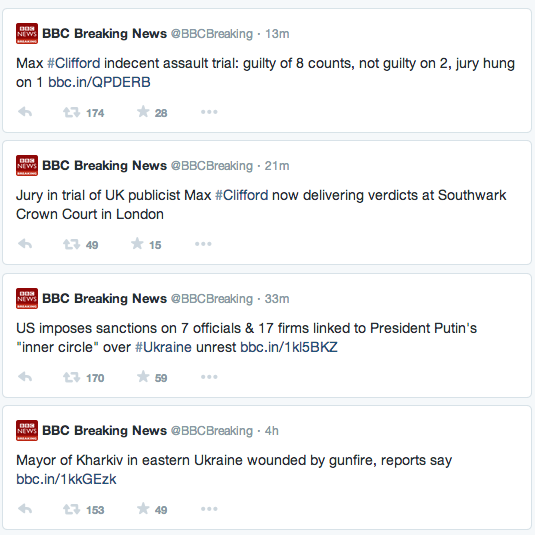 BBC NEWS BREAKING
BBC Breaking News @BBCBreaking · 13m
Max #Clifford indecent assault trial: guilty of 8 counts, not guilty on 2, jury hung
on 1 bbc.in/QPDERB
174 28
BBC NEWS BREAKING
BBC Breaking News @BBCBreaking · 21m
Jury in trial of UK publicist Max #Clifford now delivering verdicts at Southwark
Crown Court in London
49 15
BBC NEWS BREAKING
BBC Breaking News @BBCBreaking · 33m
US imposes sanctions on 7 officials & 17 firms linked to President Putin's
"inner circle" over #Ukraine unrest bbc.in/1kl5BKZ
170 59
BBC NEWS BREAKING
BBC Breaking News @BBCBreaking · 4h
Mayor of Kharkiv in eastern Ukraine wounded by gunfire, reports say
bbc.in/1kkGEzk
153 49